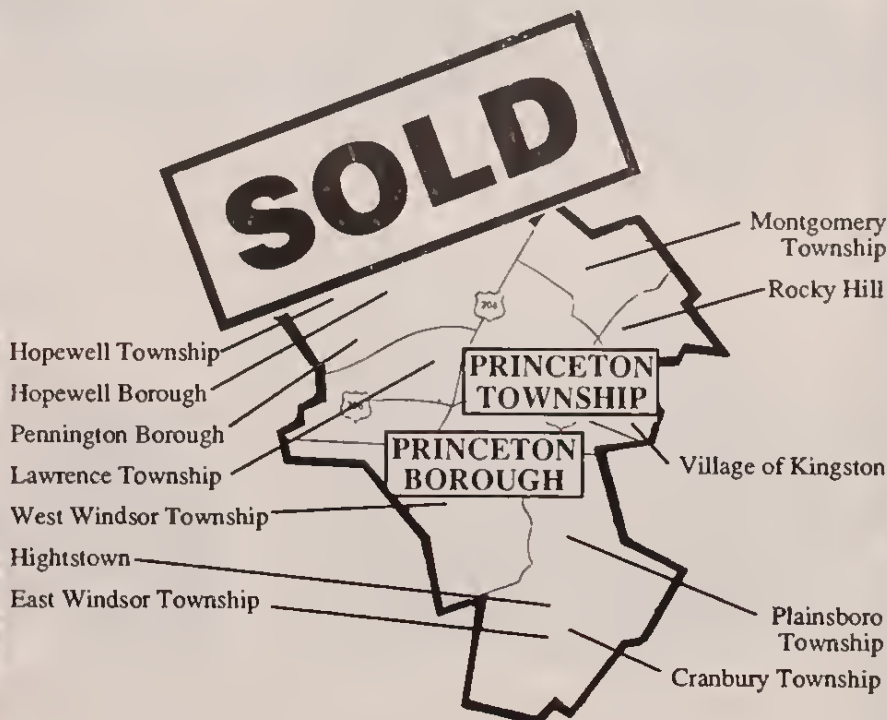 SOLD
Montgomery
Township
206
Rocky Hill
Hopewell Township
Hopewell Borough
PRINCETON
TOWNSHIP
Pennington Borough
Lawrence Township
PRINCETON
BOROUGH
Village of Kingston
West Windsor Township
Hightstown
East Windsor Township
Plainsboro
Township
Cranbury Township